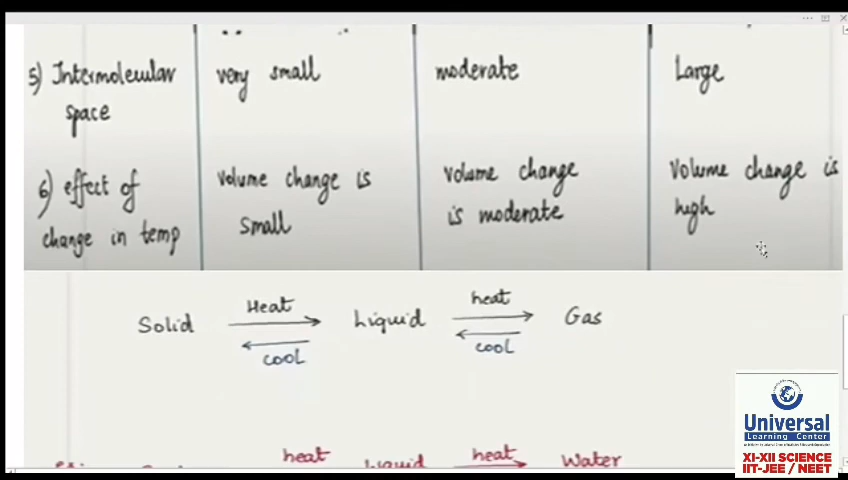 5) Intermolecular
space
very small
moderate
Large
6) effect of
change in temp
volume change is
small
volume change
is moderate
Volume change is
high
Solid
Heat
cool
Liquid
heat
cool
Gas
heat
Liquid
heat
Water
Universal
Learning Center
XI-XII SCIENCE
IIT-JEE / NEET